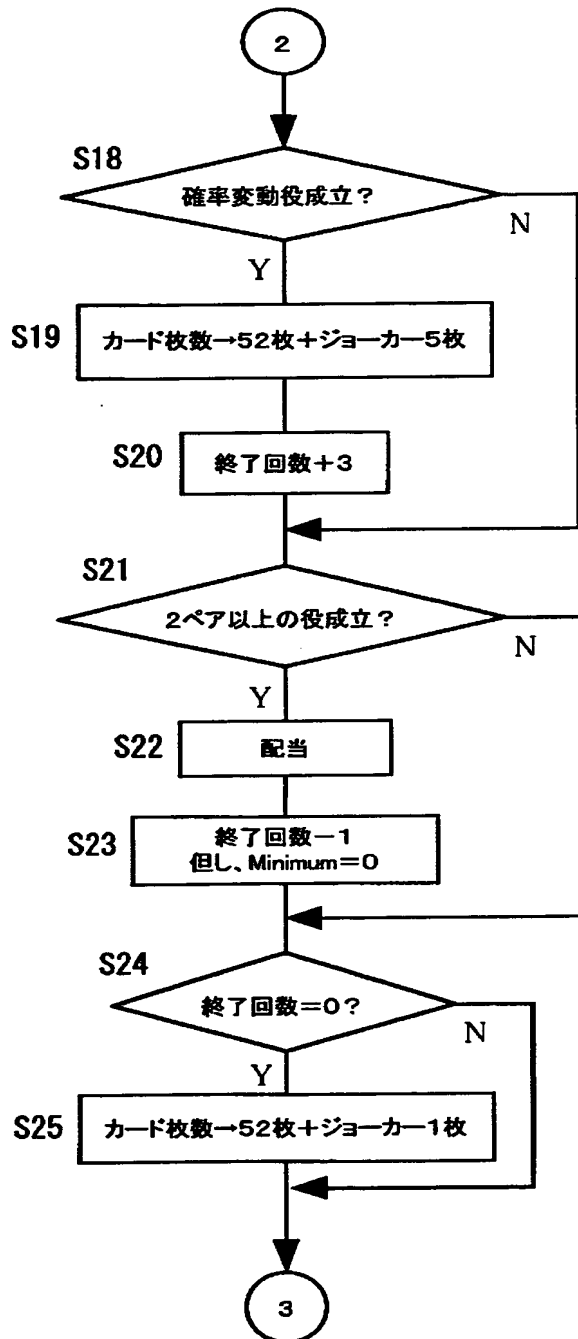 2
S18
確率変動役成立?
N
Y
S19
カード枚数→52枚+ジョーカー5枚
S20
終了回数+3
S21
2ペア以上の役成立?
N
Y
S22
配当
S23
終了回数-1
但し、Minimum=0
S24
終了回数=0?
N
Y
S25
カード枚数→52枚+ジョーカー1枚
3